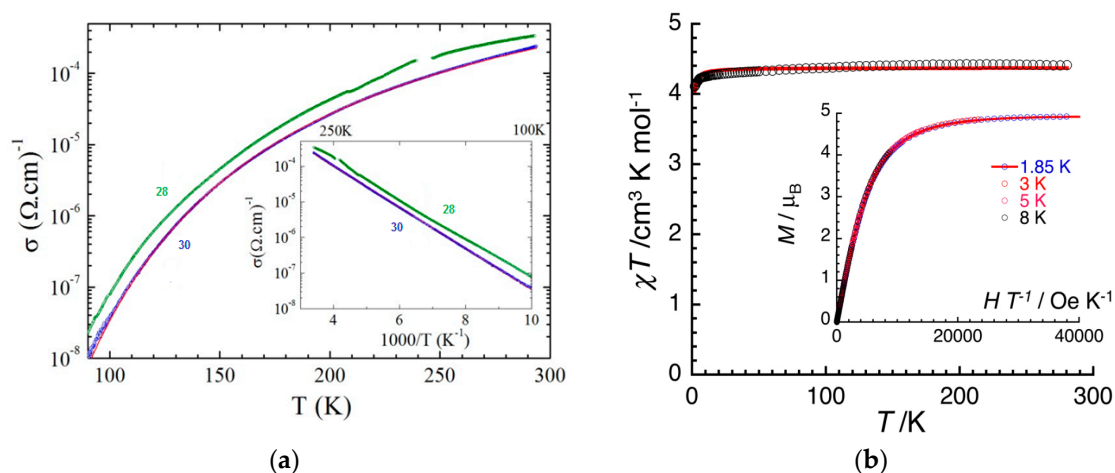 10⁻⁴
10⁻⁵
10⁻⁶
10⁻⁷
10⁻⁸
σ (Ω.cm)⁻¹
100 150 200 250 300
T (K)
28
30
250K 100K
10⁻⁴
10⁻⁵
10⁻⁶
10⁻⁷
10⁻⁸
σ(Ω.cm)⁻¹
28
30
4 6 8 10
1000/T (K⁻¹)
(a)
5
4
3
2
1
0
χT /cm³ K mol⁻¹
0 100 200 300
T /K
5
4
3
2
1
0
M / μB
1.85 K
3 K
5 K
8 K
H T⁻¹ / Oe K⁻¹
0 20000 40000
(b)